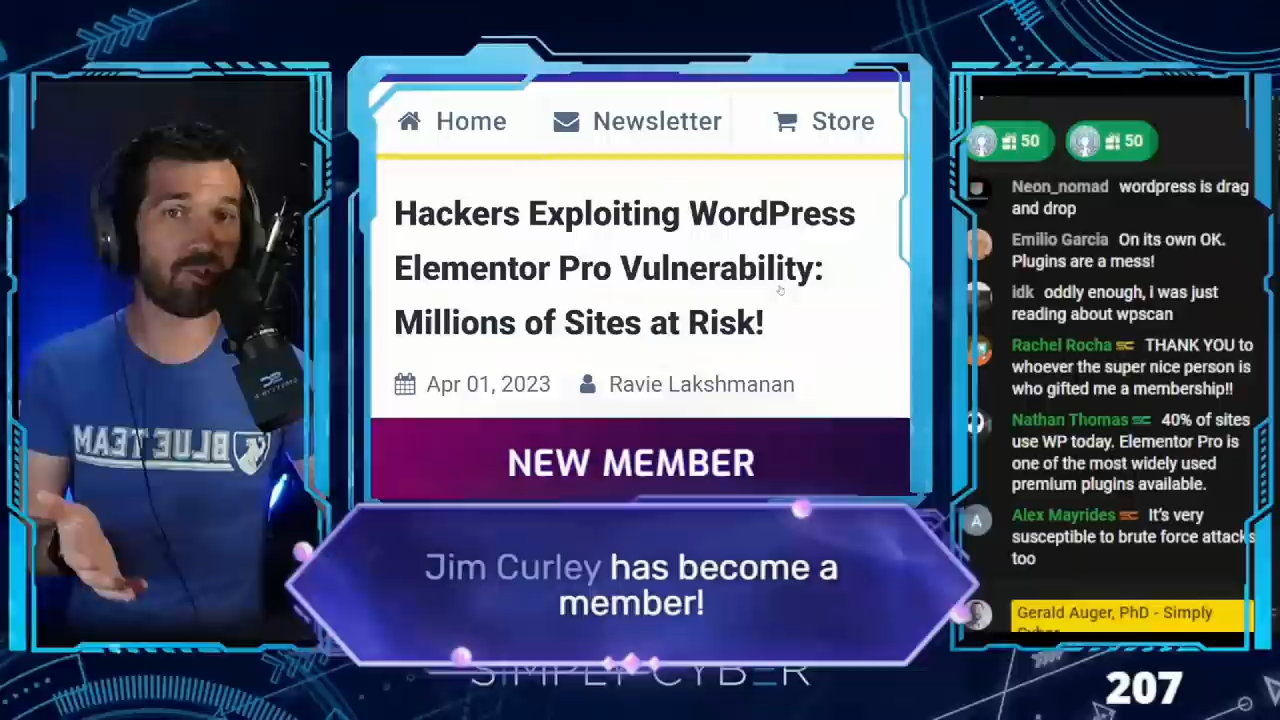 Home
Newsletter
Store
Hackers Exploiting WordPress
Elementor Pro Vulnerability:
Millions of Sites at Risk!
Apr 01, 2023
Ravie Lakshmanan
NEW MEMBER
Jim Curley has become a
member!
SIMPLY CYBER
BLUE TEAM
50
50
Neon_nomad wordpress is drag
and drop
Emilio Garcia On its own OK.
Plugins are a mess!
idk oddly enough, i was just
reading about wpscan
Rachel Rocha THANK YOU to
whoever the super nice person is
who gifted me a membership!!
Nathan Thomas 40% of sites
use WP today. Elementor Pro is
one of the most widely used
premium plugins available.
A
Alex Mayrides It's very
susceptible to brute force attacks
too
Gerald Auger, PhD - Simply
Cyber
207